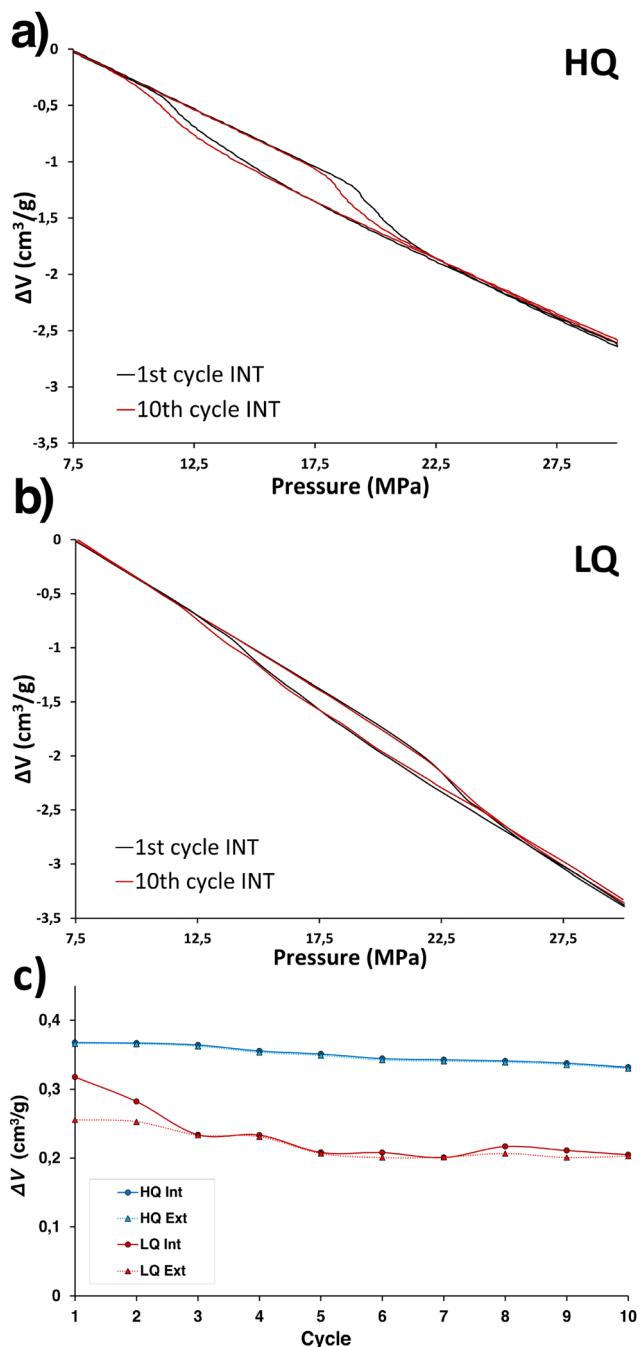 a)
HQ
0
-0,5
-1
-1,5
-2
-2,5
-3
-3,5
ΔV (cm³/g)
1st cycle INT
10th cycle INT
7,5 12,5 17,5 22,5 27,5
Pressure (MPa)
b)
LQ
0
-0,5
-1
-1,5
-2
-2,5
-3
-3,5
ΔV (cm³/g)
1st cycle INT
10th cycle INT
7,5 12,5 17,5 22,5 27,5
Pressure (MPa)
c)
0,4
0,3
0,2
0,1
0
ΔV (cm³/g)
HQ Int
HQ Ext
LQ Int
LQ Ext
1 2 3 4 5 6 7 8 9 10
Cycle